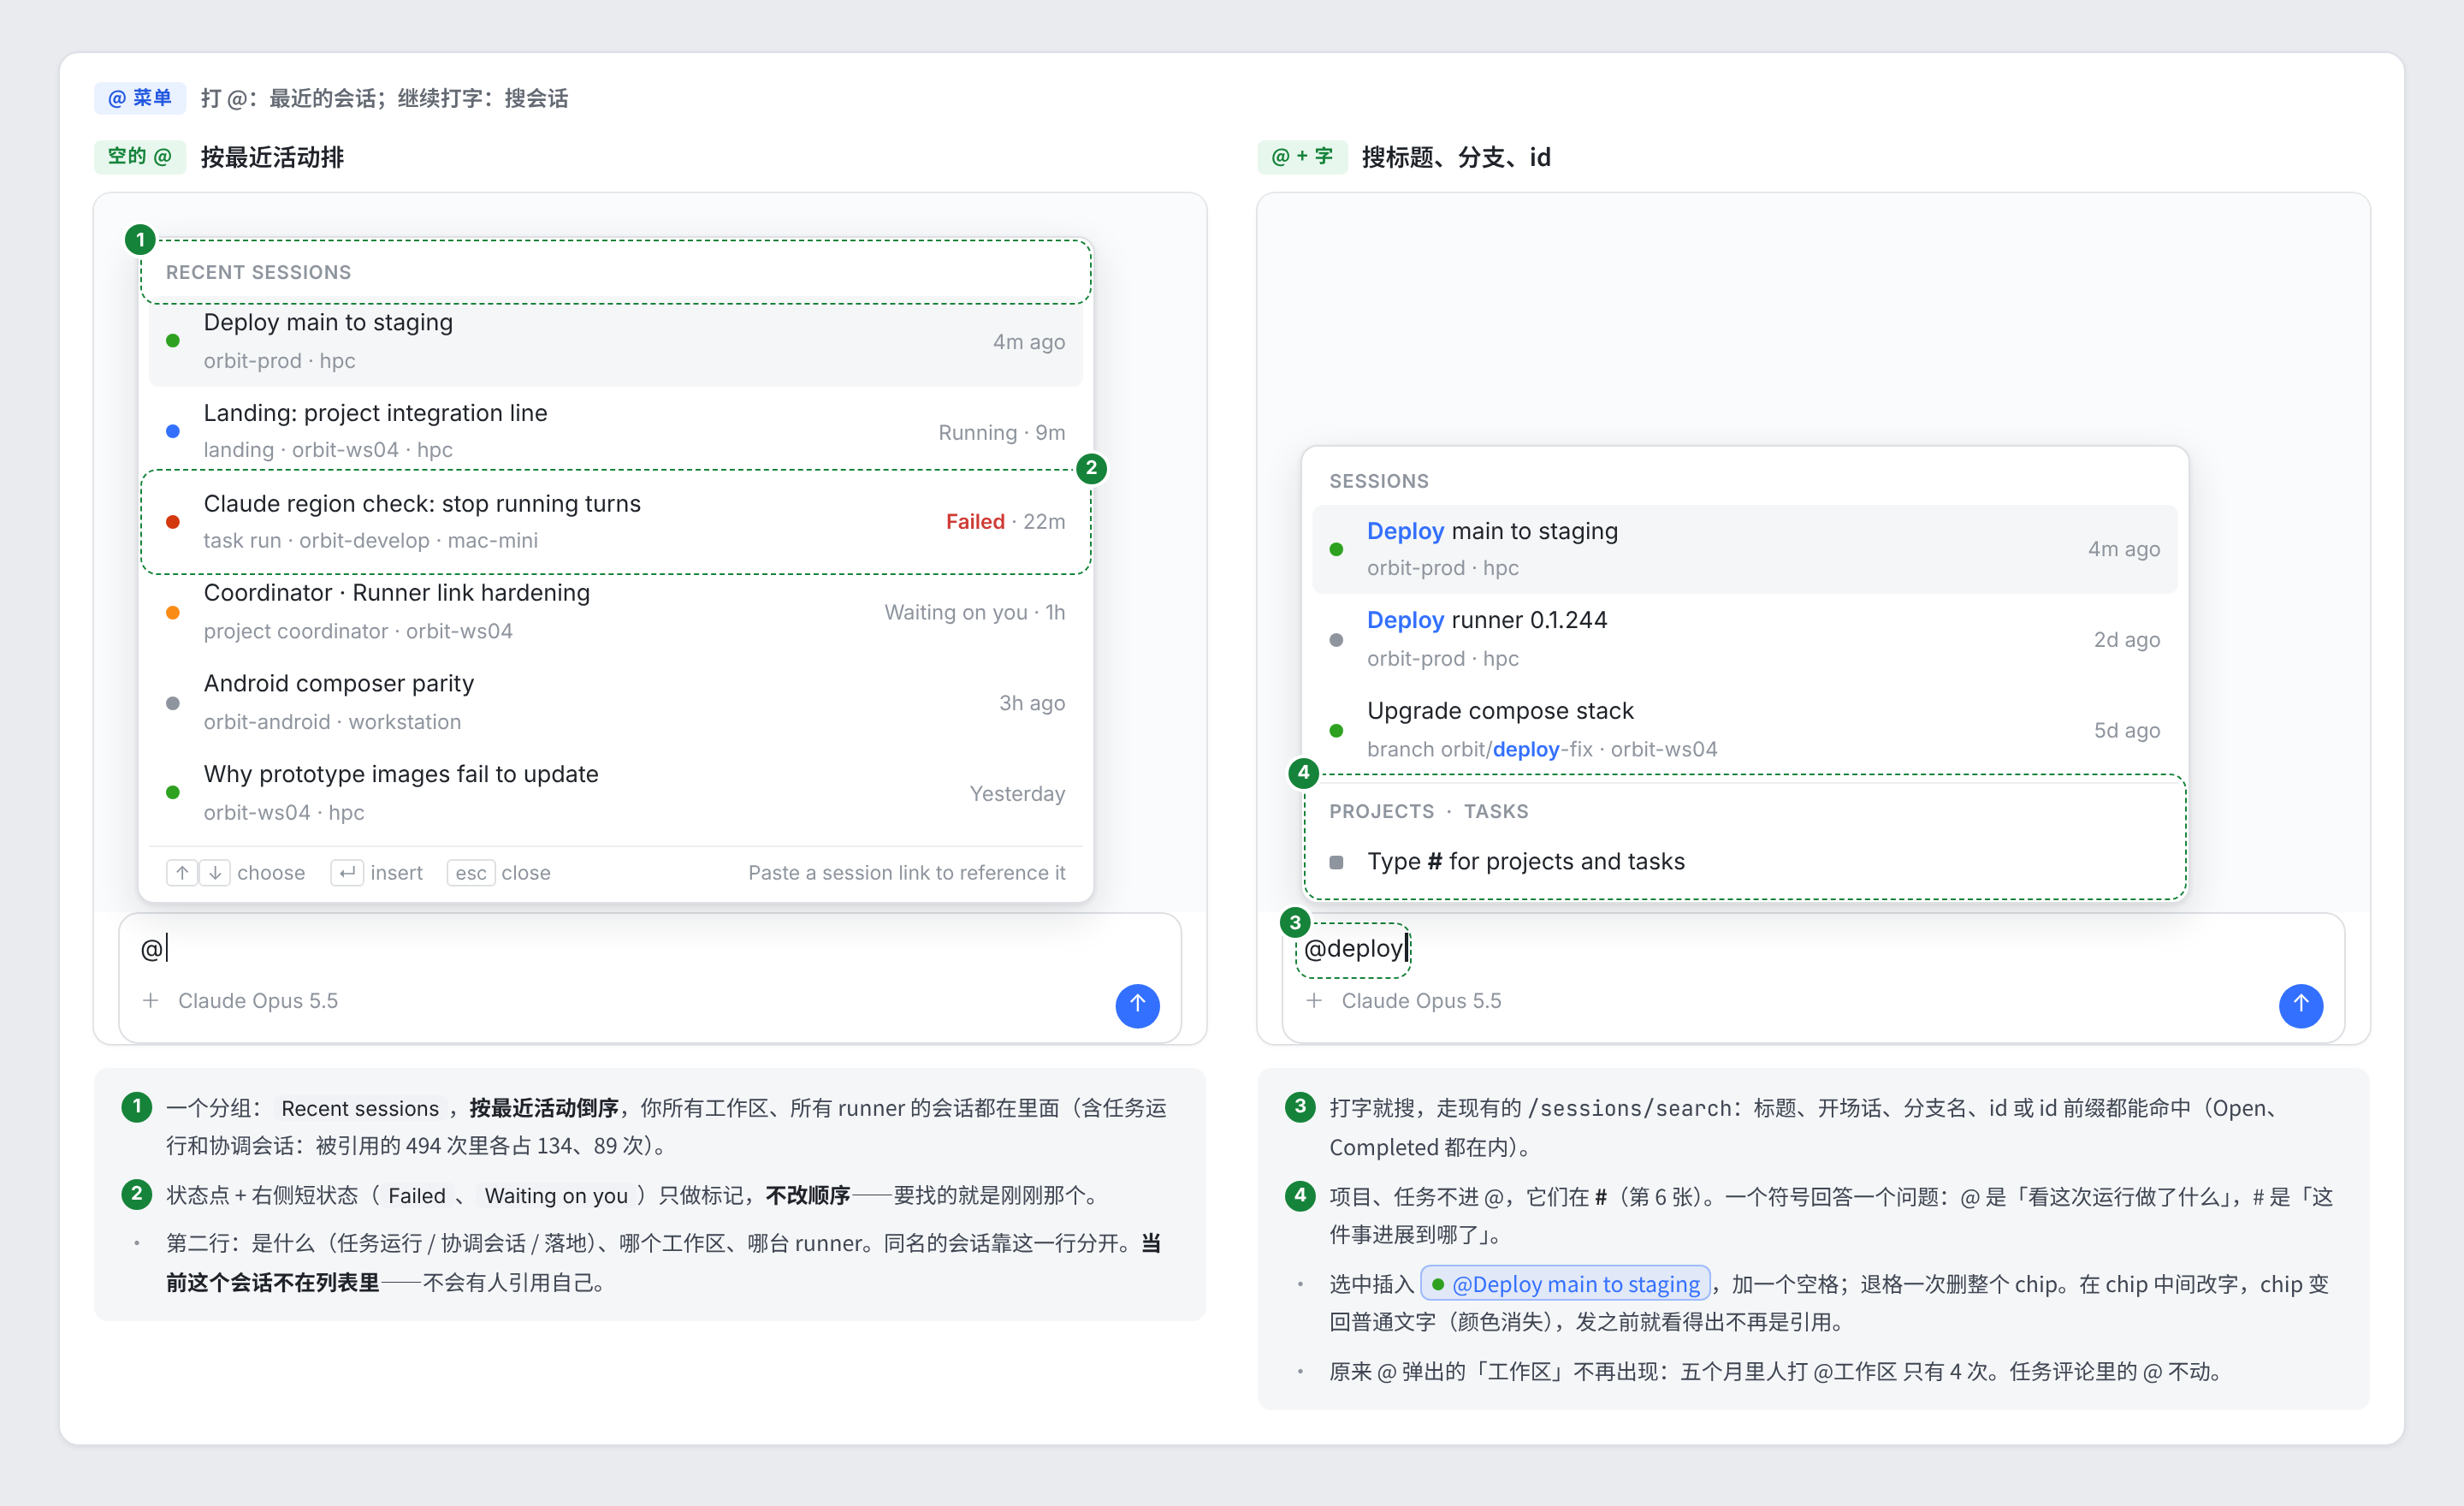 @ 菜单 打 @：最近的会话；继续打字：搜会话
空的 @ 按最近活动排
1
RECENT SESSIONS
Deploy main to staging
orbit-prod · hpc
4m ago
Landing: project integration line
landing · orbit-ws04 · hpc
Running · 9m
2
Claude region check: stop running turns
task run · orbit-develop · mac-mini
Failed · 22m
Coordinator · Runner link hardening
project coordinator · orbit-ws04
Waiting on you · 1h
Android composer parity
orbit-android · workstation
3h ago
Why prototype images fail to update
orbit-ws04 · hpc
Yesterday
↑ ↓ choose ↵ insert esc close Paste a session link to reference it
@
+ Claude Opus 5.5
↑
1 一个分组： Recent sessions ，按最近活动倒序，你所有工作区、所有 runner 的会话都在里面（含任务运
行和协调会话：被引用的 494 次里各占 134、89 次）。
2 状态点 + 右侧短状态（ Failed 、 Waiting on you ）只做标记，不改顺序——要找的就是刚刚那个。
· 第二行：是什么（任务运行 / 协调会话 / 落地）、哪个工作区、哪台 runner。同名的会话靠这一行分开。当
前这个会话不在列表里——不会有人引用自己。
@ + 字 搜标题、分支、id
SESSIONS
Deploy main to staging
orbit-prod · hpc
4m ago
Deploy runner 0.1.244
orbit-prod · hpc
2d ago
Upgrade compose stack
branch orbit/deploy-fix · orbit-ws04
5d ago
4
PROJECTS · TASKS
Type # for projects and tasks
3
@deploy
+ Claude Opus 5.5
↑
3 打字就搜，走现有的 /sessions/search：标题、开场话、分支名、id 或 id 前缀都能命中（Open、
Completed 都在内）。
4 项目、任务不进 @，它们在 #（第 6 张）。一个符号回答一个问题：@ 是「看这次运行做了什么」，# 是「这
件事进展到哪了」。
· 选中插入 @Deploy main to staging ，加一个空格；退格一次删整个 chip。在 chip 中间改字，chip 变
回普通文字（颜色消失），发之前就看得出不再是引用。
· 原来 @ 弹出的「工作区」不再出现：五个月里人打 @工作区 只有 4 次。任务评论里的 @ 不动。